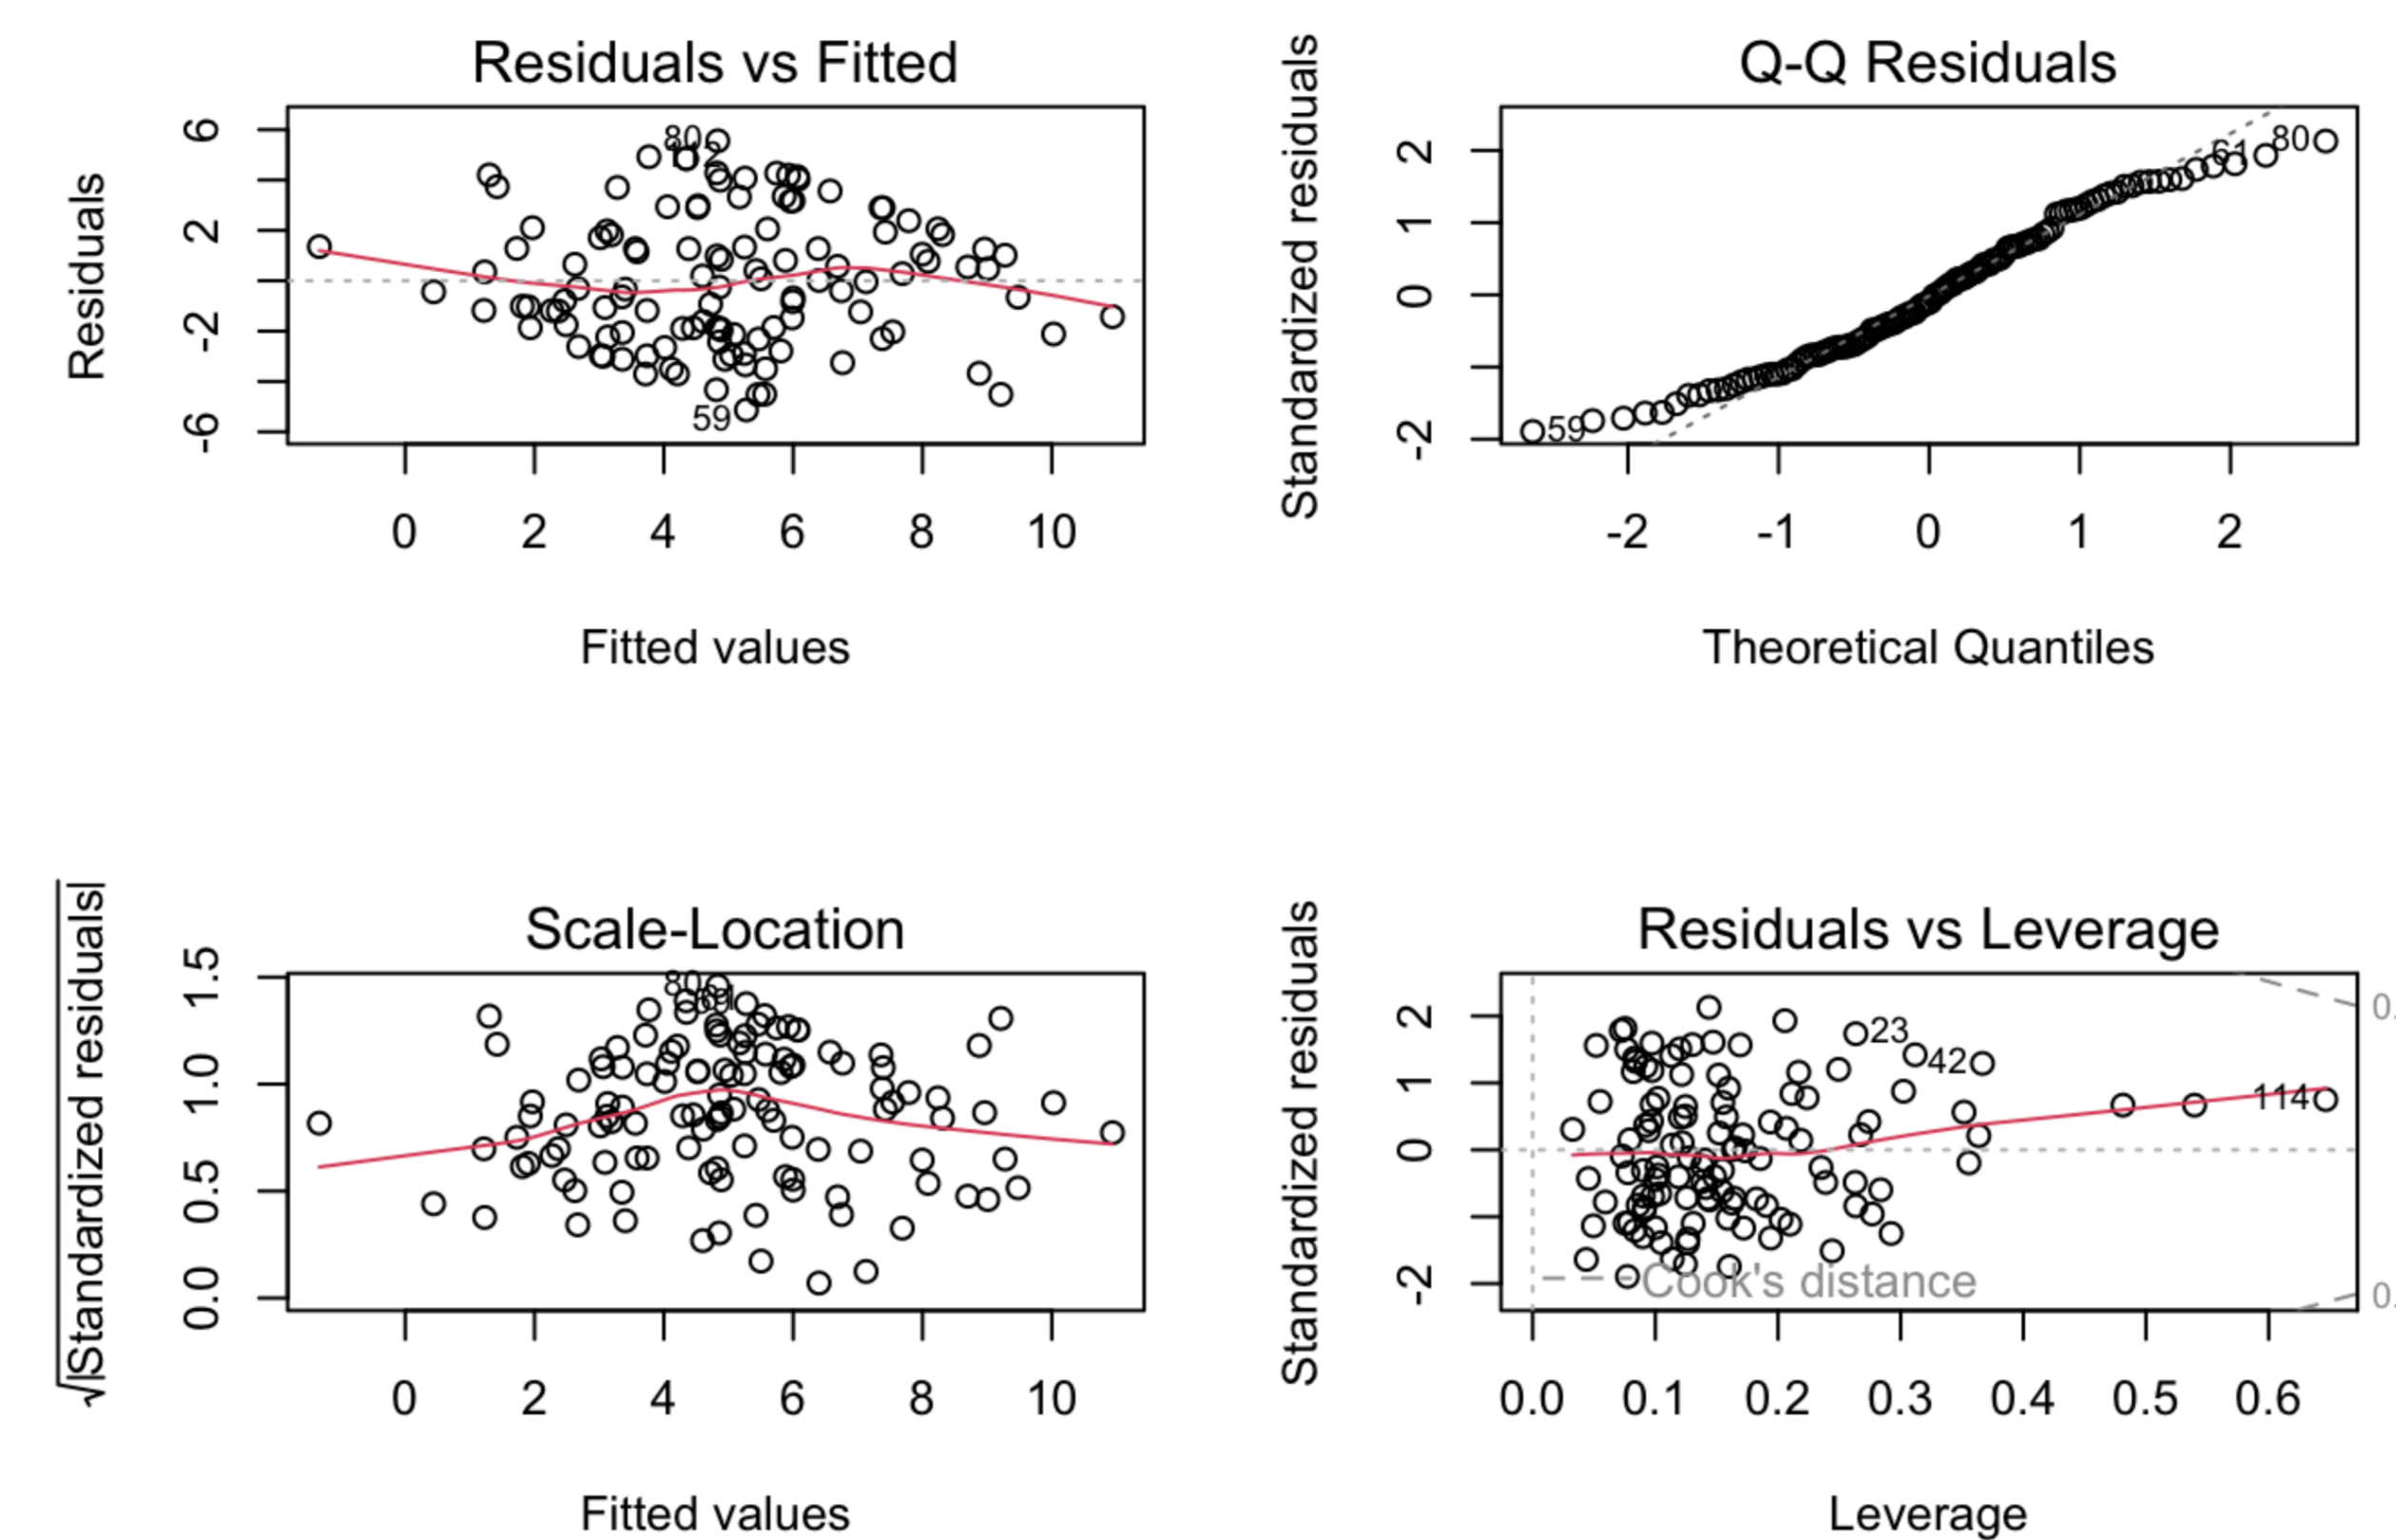 Residuals vs Fitted
Residuals
6
2
-2
-6
80
59
0 2 4 6 8 10
Fitted values
Q-Q Residuals
Standardized residuals
2
1
0
-2
61
80
59
-2 -1 0 1 2
Theoretical Quantiles
Scale-Location
√|Standardized residuals|
1.5
1.0
0.5
0.0
80
0 2 4 6 8 10
Fitted values
Residuals vs Leverage
Standardized residuals
2
1
0
-2
23
42
114
Cook's distance
0.0 0.1 0.2 0.3 0.4 0.5 0.6
Leverage